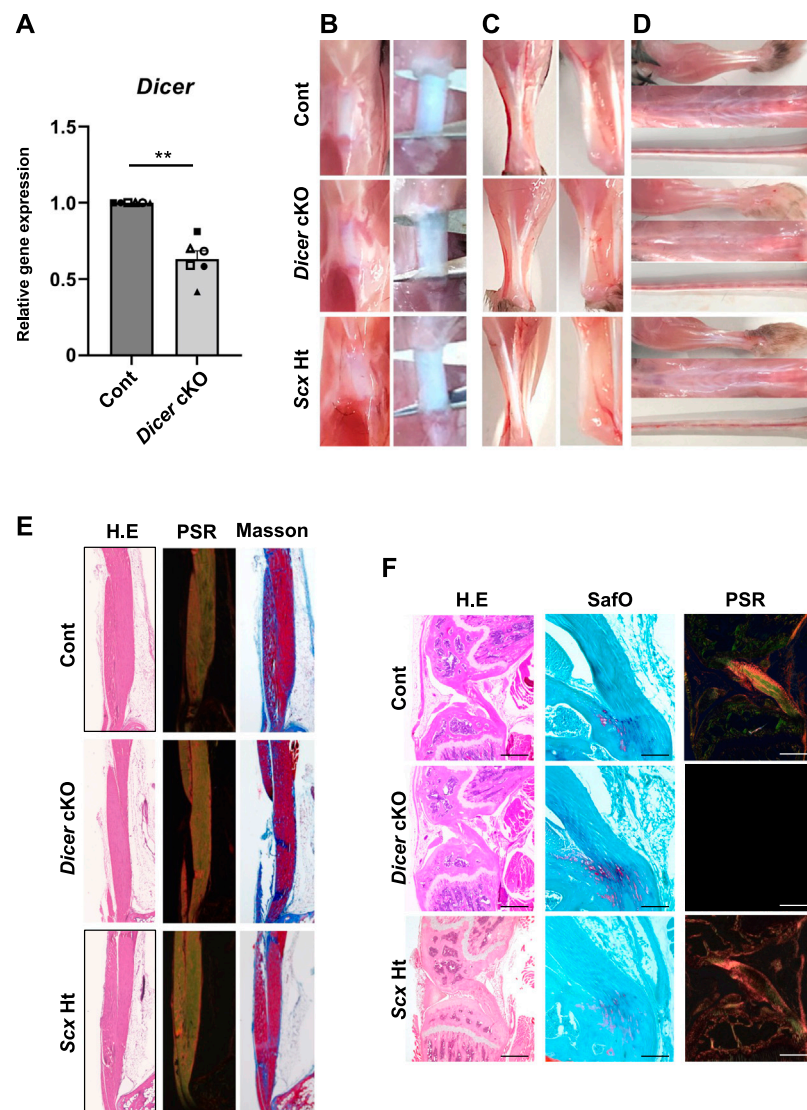 A
Dicer
**
Relative gene expression
1.5
1.0
0.5
0
Cont
Dicer cKO
B
C
D
Cont
Dicer cKO
Scx Ht
E
H.E
PSR
Masson
Cont
Dicer cKO
Scx Ht
F
H.E
SafO
PSR
Cont
Dicer cKO
Scx Ht